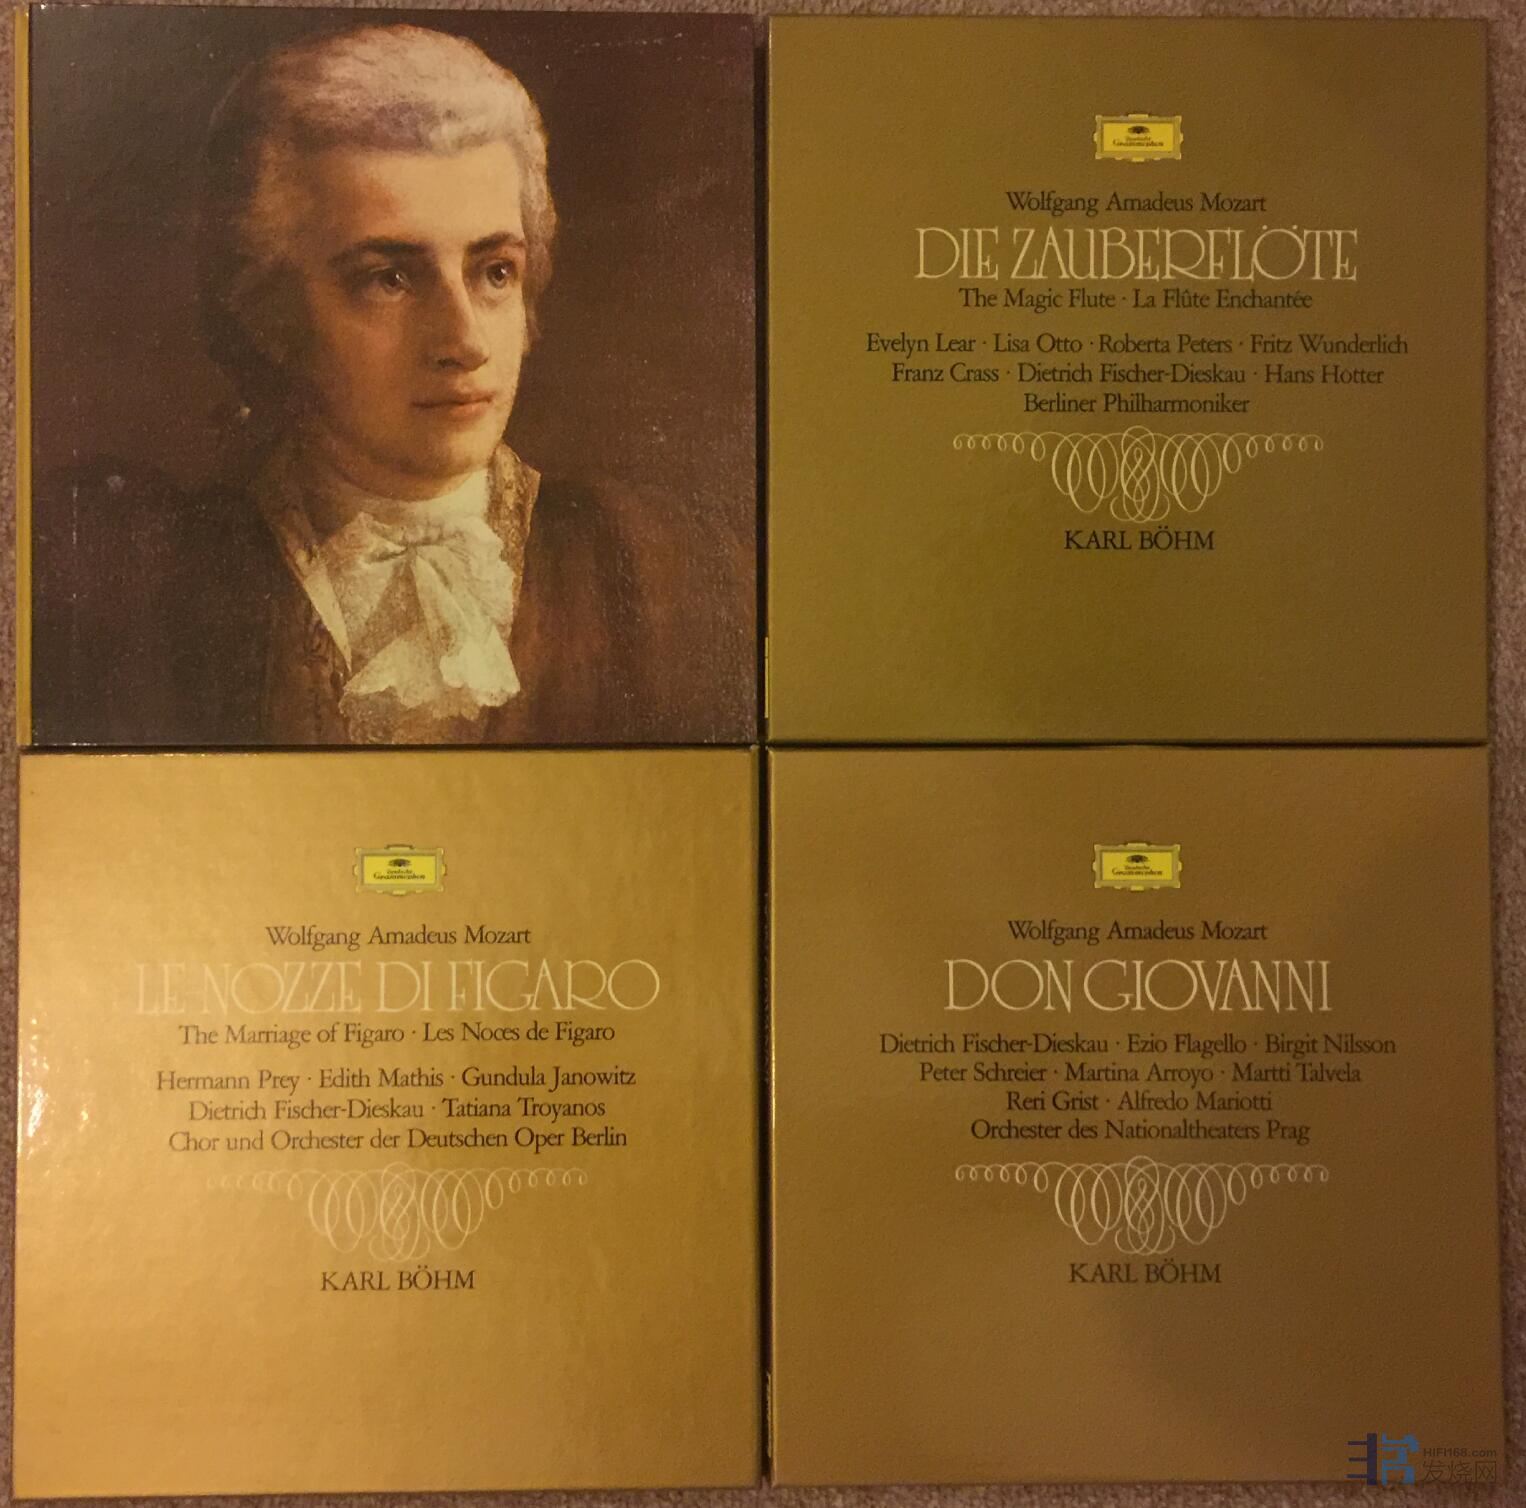 Deutsche
Grammophon
Wolfgang Amadeus Mozart
DIE ZAUBERFLÖTE
The Magic Flute · La Flûte Enchantée
Evelyn Lear · Lisa Otto · Roberta Peters · Fritz Wunderlich
Franz Crass · Dietrich Fischer-Dieskau · Hans Hotter
Berliner Philharmoniker
KARL BÖHM
Deutsche
Grammophon
Wolfgang Amadeus Mozart
LE NOZZE DI FIGARO
The Marriage of Figaro · Les Noces de Figaro
Hermann Prey · Edith Mathis · Gundula Janowitz
Dietrich Fischer-Dieskau · Tatiana Troyanos
Chor und Orchester der Deutschen Oper Berlin
KARL BÖHM
Deutsche
Grammophon
Wolfgang Amadeus Mozart
DON GIOVANNI
Dietrich Fischer-Dieskau · Ezio Flagello · Birgit Nilsson
Peter Schreier · Martina Arroyo · Martti Talvela
Reri Grist · Alfredo Mariotti
Orchester des Nationaltheaters Prag
KARL BÖHM
HIFI168.com
发烧网